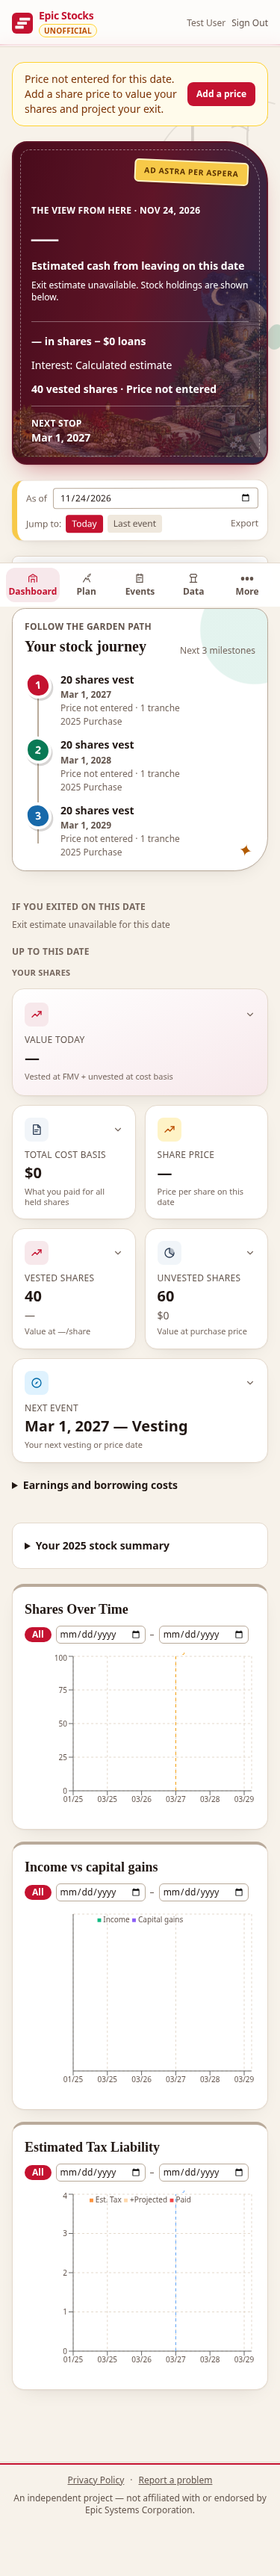 Epic Stocks
UNOFFICIAL
Test User Sign Out
Price not entered for this date.
Add a share price to value your
shares and project your exit.
Add a price
AD ASTRA PER ASPERA
THE VIEW FROM HERE · NOV 24, 2026
—
Estimated cash from leaving on this date
Exit estimate unavailable. Stock holdings are shown
below.
— in shares − $0 loans
Interest: Calculated estimate
40 vested shares · Price not entered
NEXT STOP
Mar 1, 2027
As of 11/24/2026
Jump to: Today Last event Export
Dashboard Plan Events Data More
FOLLOW THE GARDEN PATH
Your stock journey
Next 3 milestones
1
20 shares vest
Mar 1, 2027
Price not entered · 1 tranche
2025 Purchase
2
20 shares vest
Mar 1, 2028
Price not entered · 1 tranche
2025 Purchase
3
20 shares vest
Mar 1, 2029
Price not entered · 1 tranche
2025 Purchase
IF YOU EXITED ON THIS DATE
Exit estimate unavailable for this date
UP TO THIS DATE
YOUR SHARES
VALUE TODAY
—
Vested at FMV + unvested at cost basis
TOTAL COST BASIS
$0
What you paid for all
held shares
SHARE PRICE
—
Price per share on this
date
VESTED SHARES
40
—
Value at —/share
UNVESTED SHARES
60
$0
Value at purchase price
NEXT EVENT
Mar 1, 2027 — Vesting
Your next vesting or price date
▶ Earnings and borrowing costs
▶ Your 2025 stock summary
Shares Over Time
All mm/dd/yyyy – mm/dd/yyyy
100
75
50
25
0
01/25 03/25 03/26 03/27 03/28 03/29
Income vs capital gains
All mm/dd/yyyy – mm/dd/yyyy
Income Capital gains
01/25 03/25 03/26 03/27 03/28 03/29
Estimated Tax Liability
All mm/dd/yyyy – mm/dd/yyyy
Est. Tax +Projected Paid
4
3
2
1
0
01/25 03/25 03/26 03/27 03/28 03/29
Privacy Policy · Report a problem
An independent project — not affiliated with or endorsed by
Epic Systems Corporation.